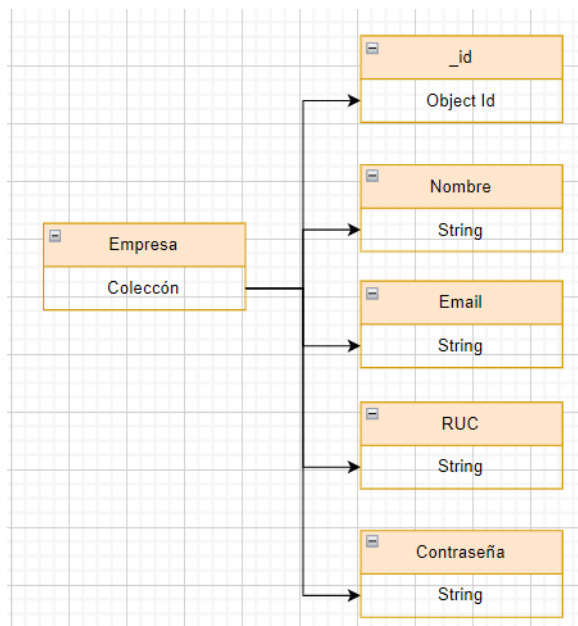 Empresa
Coleccón
_id
Object Id
Nombre
String
Email
String
RUC
String
Contraseña
String